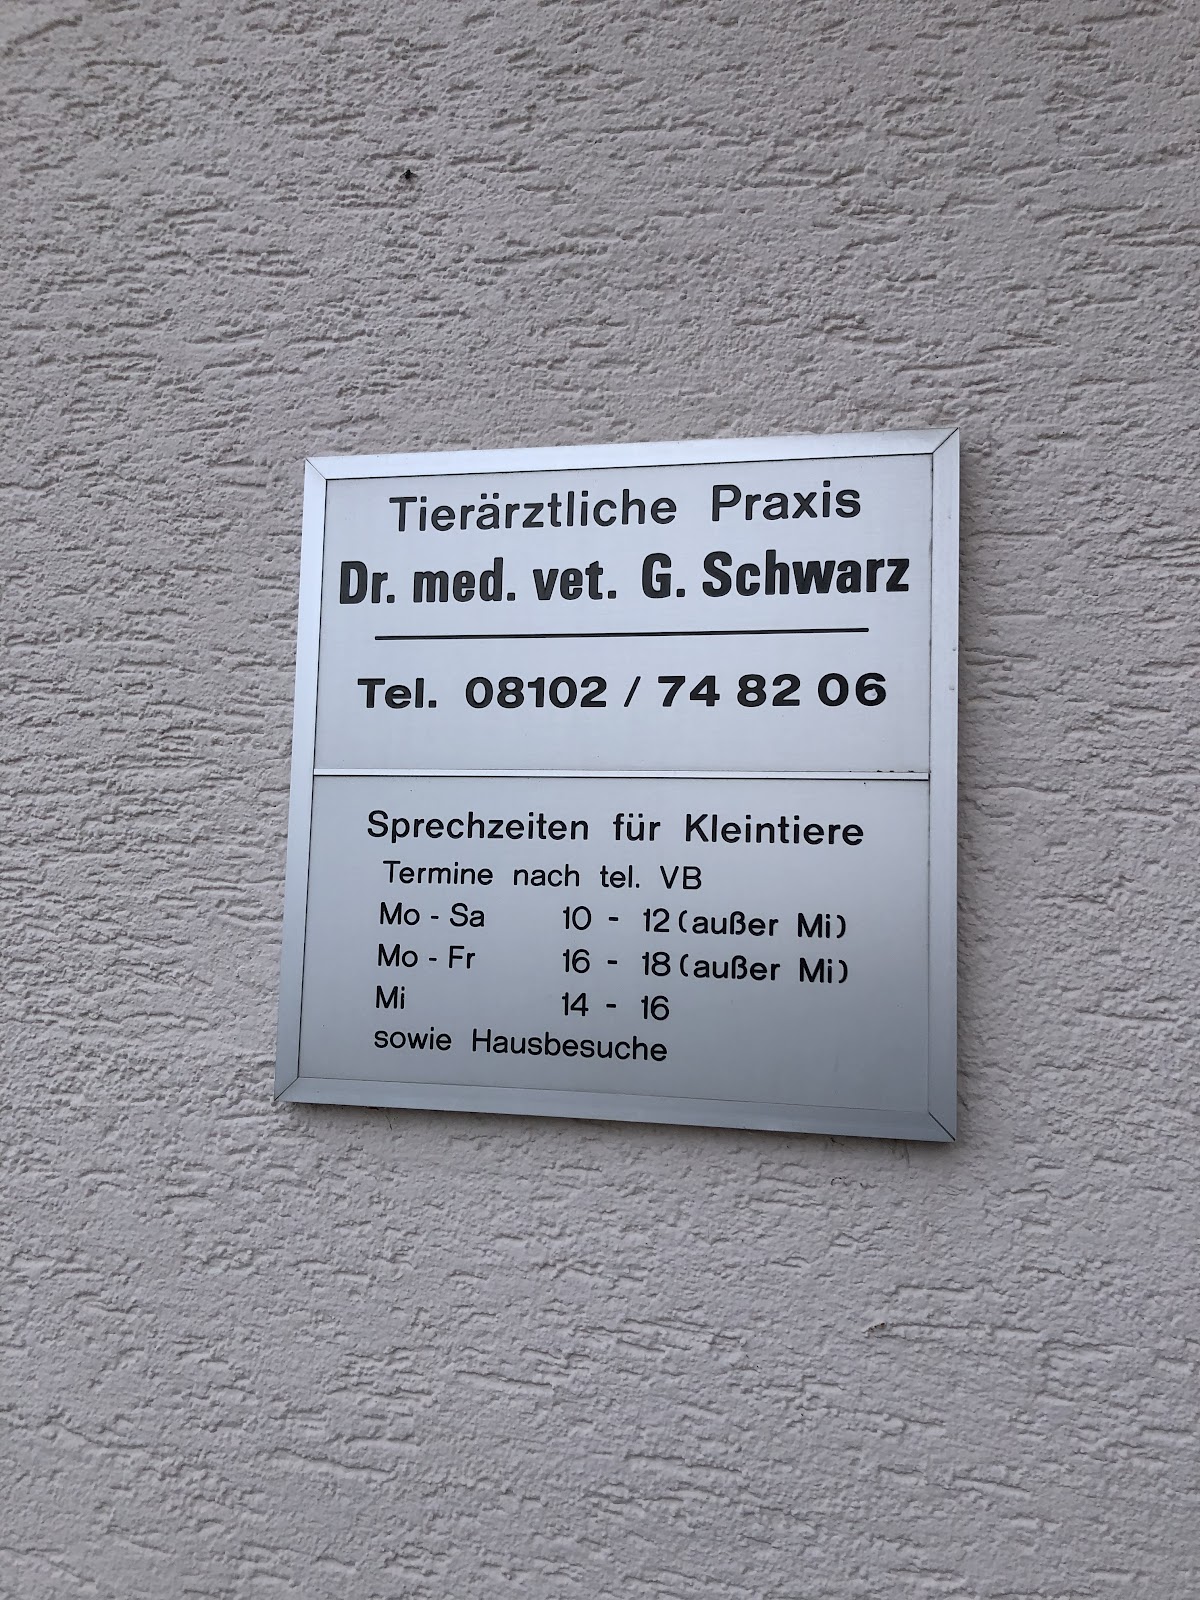 Tierärztliche Praxis
Dr. med. vet. G. Schwarz
Tel. 08102 / 74 82 06
Sprechzeiten für Kleintiere
Termine nach tel. VB
Mo - Sa 10 - 12 (außer Mi)
Mo - Fr 16 - 18 (außer Mi)
Mi 14 - 16
sowie Hausbesuche